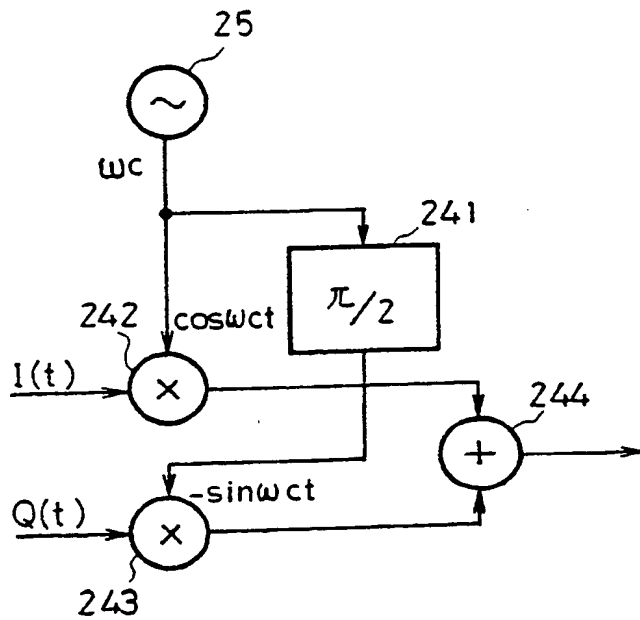 25
~
ωc
241
π/2
242
cosωct
I(t)
×
244
+
-sinωct
Q(t)
×
243